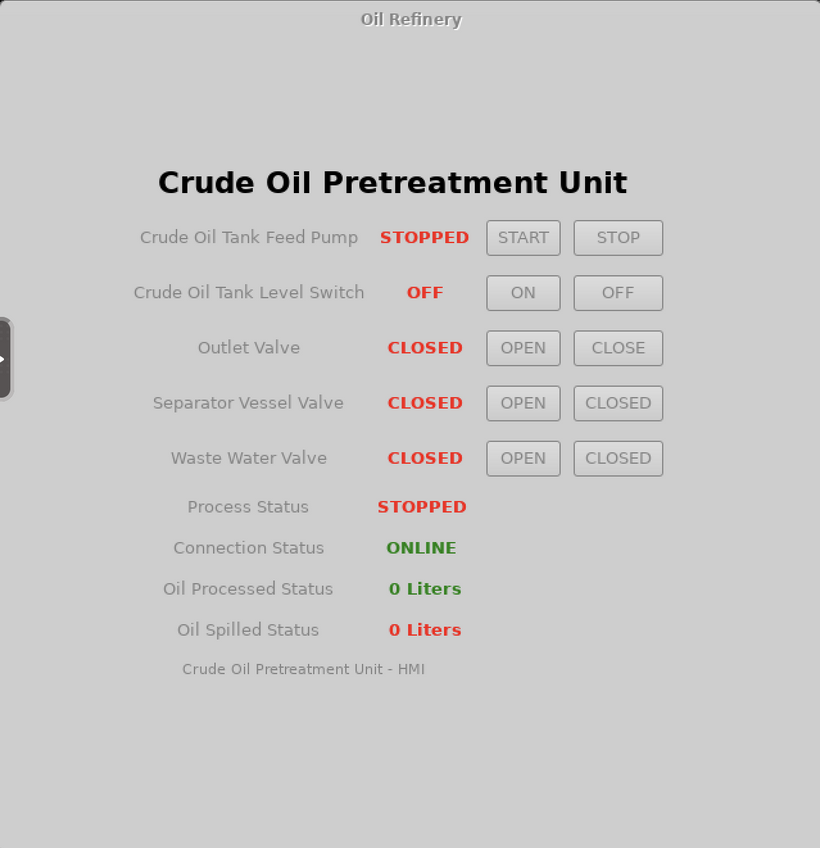 Oil Refinery
Crude Oil Pretreatment Unit
Crude Oil Tank Feed Pump STOPPED START STOP
Crude Oil Tank Level Switch OFF ON OFF
Outlet Valve CLOSED OPEN CLOSE
Separator Vessel Valve CLOSED OPEN CLOSED
Waste Water Valve CLOSED OPEN CLOSED
Process Status STOPPED
Connection Status ONLINE
Oil Processed Status 0 Liters
Oil Spilled Status 0 Liters
Crude Oil Pretreatment Unit - HMI